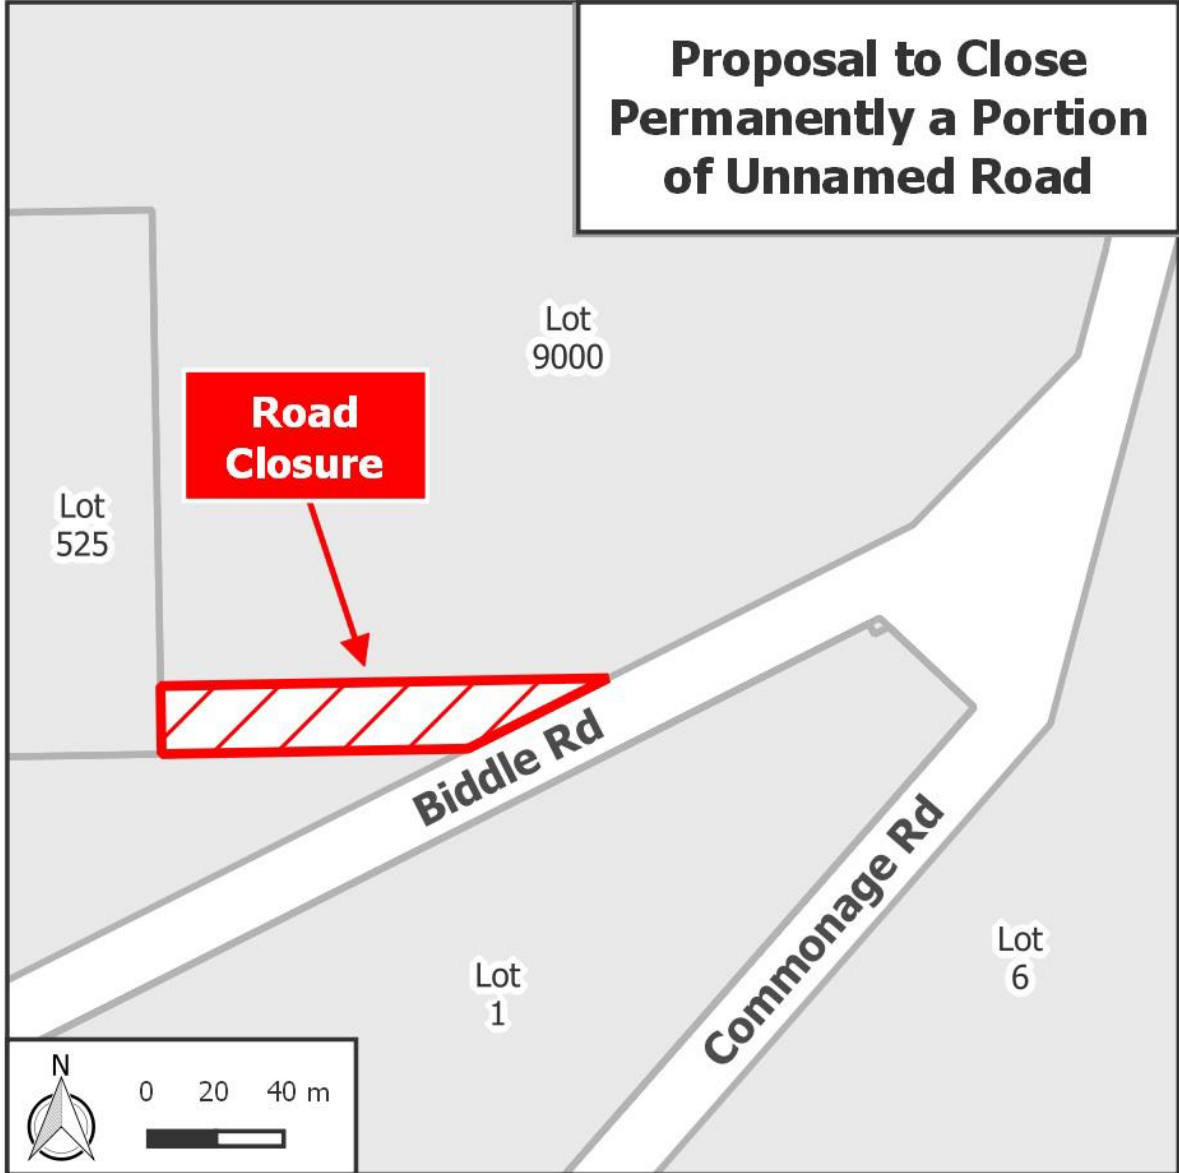 Proposal to Close
Permanently a Portion
of Unnamed Road
Lot
9000
Road
Closure
Lot
525
Biddle Rd
Commonage Rd
Lot
6
Lot
1
N
0 20 40 m